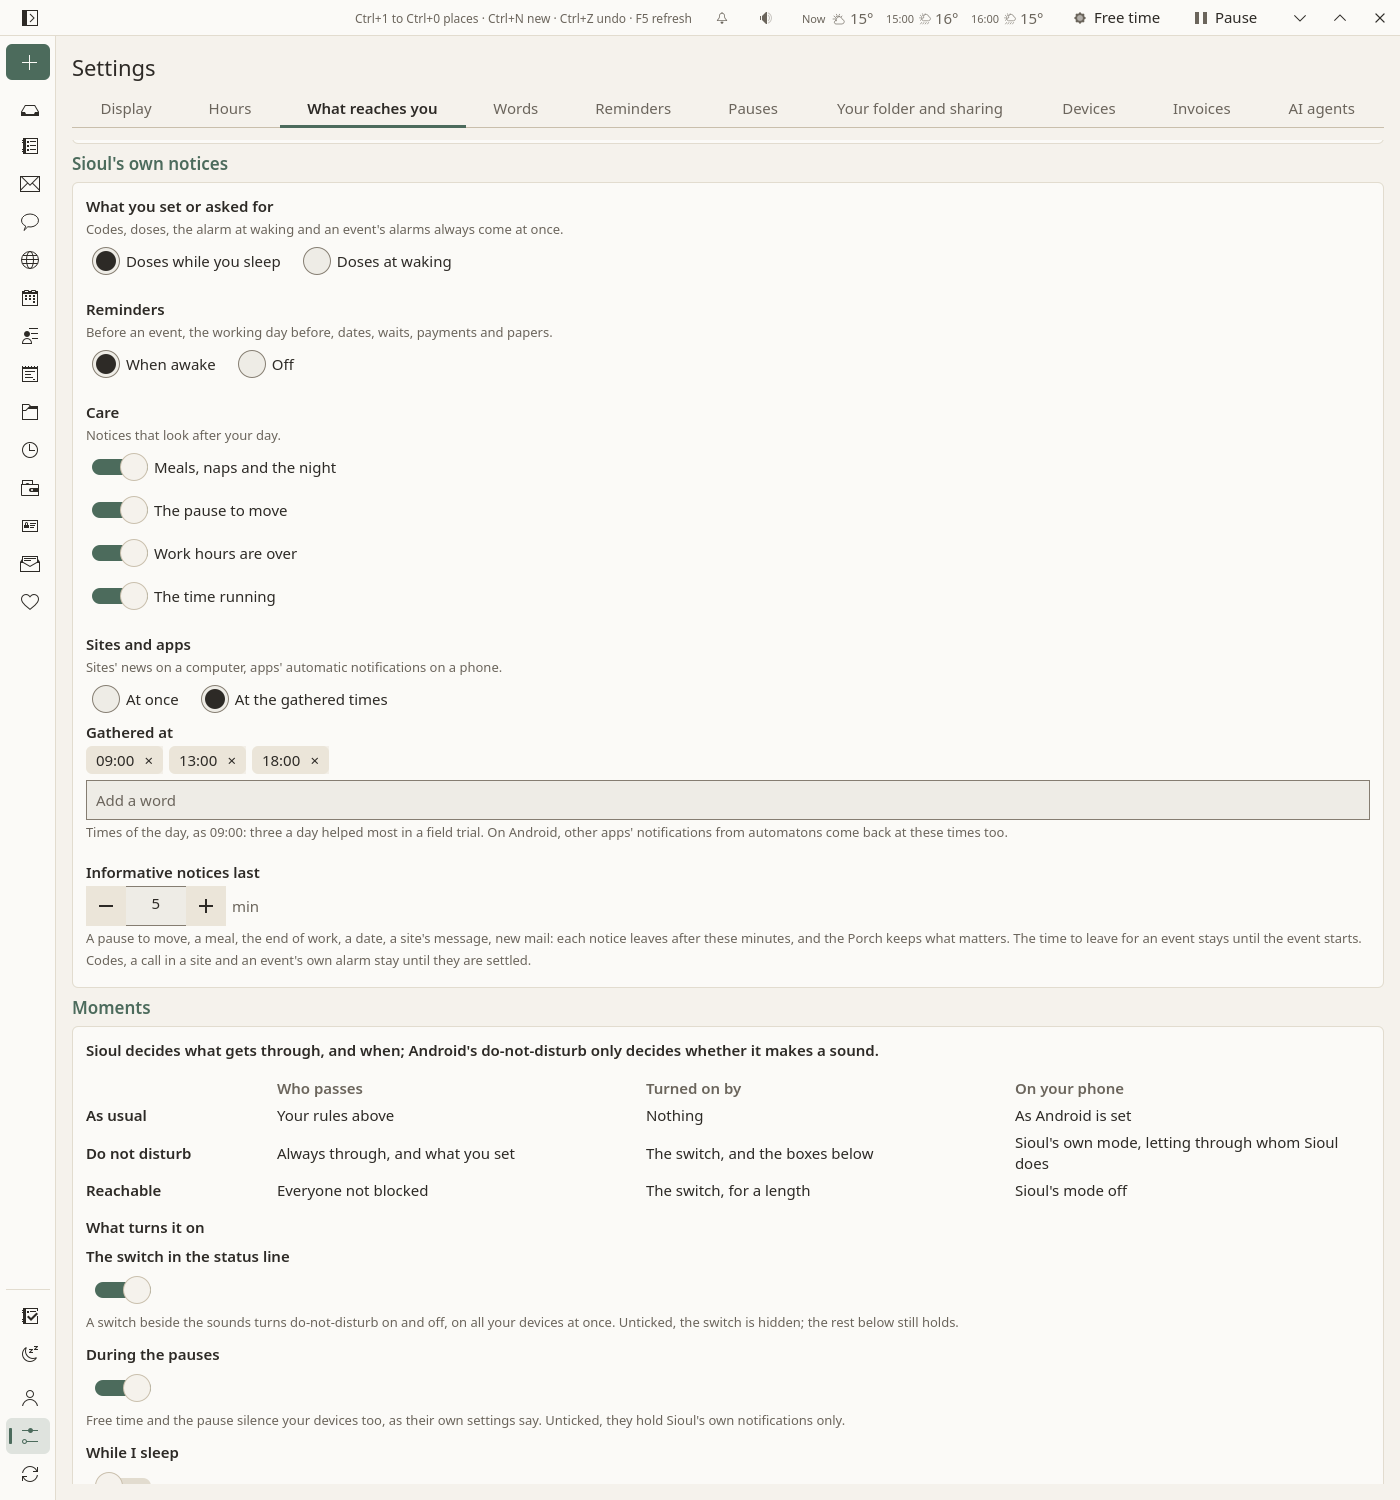 Ctrl+1 to Ctrl+0 places · Ctrl+N new · Ctrl+Z undo · F5 refresh
Now 15° 15:00 16° 16:00 15°
Free time
Pause
Settings
Display Hours What reaches you Words Reminders Pauses Your folder and sharing Devices Invoices AI agents
Sioul's own notices
What you set or asked for
Codes, doses, the alarm at waking and an event's alarms always come at once.
Doses while you sleep Doses at waking
Reminders
Before an event, the working day before, dates, waits, payments and papers.
When awake Off
Care
Notices that look after your day.
Meals, naps and the night
The pause to move
Work hours are over
The time running
Sites and apps
Sites' news on a computer, apps' automatic notifications on a phone.
At once At the gathered times
Gathered at
09:00 × 13:00 × 18:00 ×
Add a word
Times of the day, as 09:00: three a day helped most in a field trial. On Android, other apps' notifications from automatons come back at these times too.
Informative notices last
− 5 + min
A pause to move, a meal, the end of work, a date, a site's message, new mail: each notice leaves after these minutes, and the Porch keeps what matters. The time to leave for an event stays until the event starts.
Codes, a call in a site and an event's own alarm stay until they are settled.
Moments
Sioul decides what gets through, and when; Android's do-not-disturb only decides whether it makes a sound.
Who passes Turned on by On your phone
As usual Your rules above Nothing As Android is set
Do not disturb Always through, and what you set The switch, and the boxes below Sioul's own mode, letting through whom Sioul
does
Reachable Everyone not blocked The switch, for a length Sioul's mode off
What turns it on
The switch in the status line
A switch beside the sounds turns do-not-disturb on and off, on all your devices at once. Unticked, the switch is hidden; the rest below still holds.
During the pauses
Free time and the pause silence your devices too, as their own settings say. Unticked, they hold Sioul's own notifications only.
While I sleep